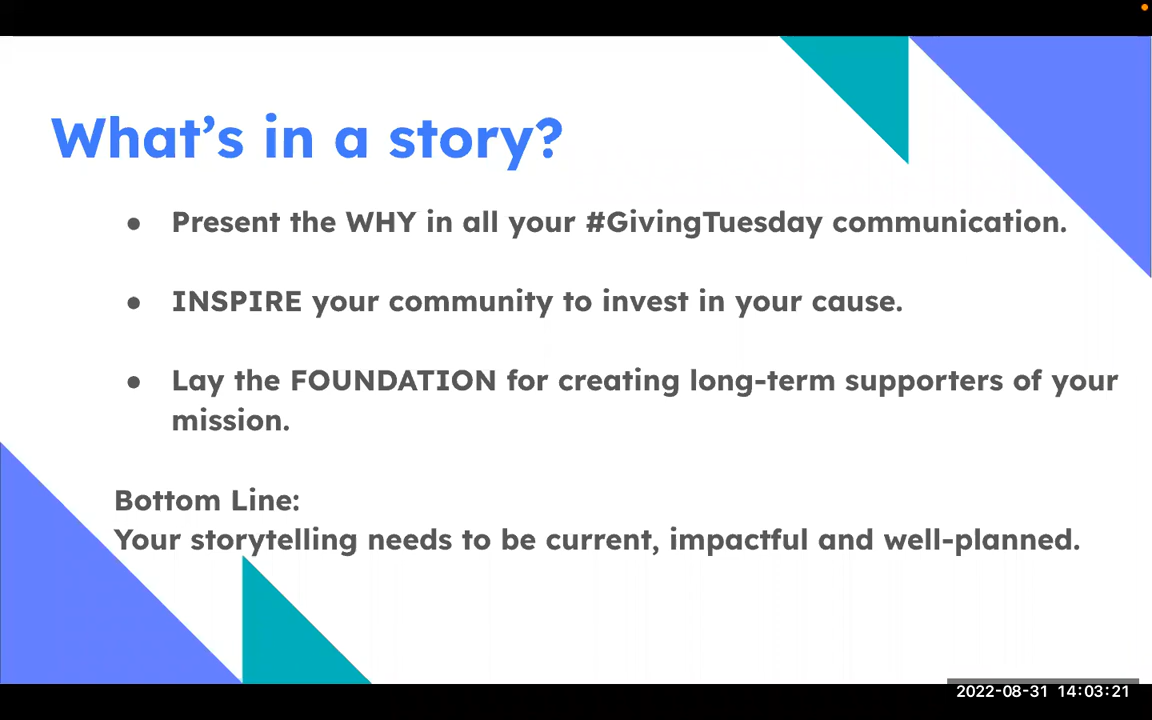 What's in a story?
● Present the WHY in all your #GivingTuesday communication.
● INSPIRE your community to invest in your cause.
● Lay the FOUNDATION for creating long-term supporters of your
mission.
Bottom Line:
Your storytelling needs to be current, impactful and well-planned.
2022-08-31 14:03:21